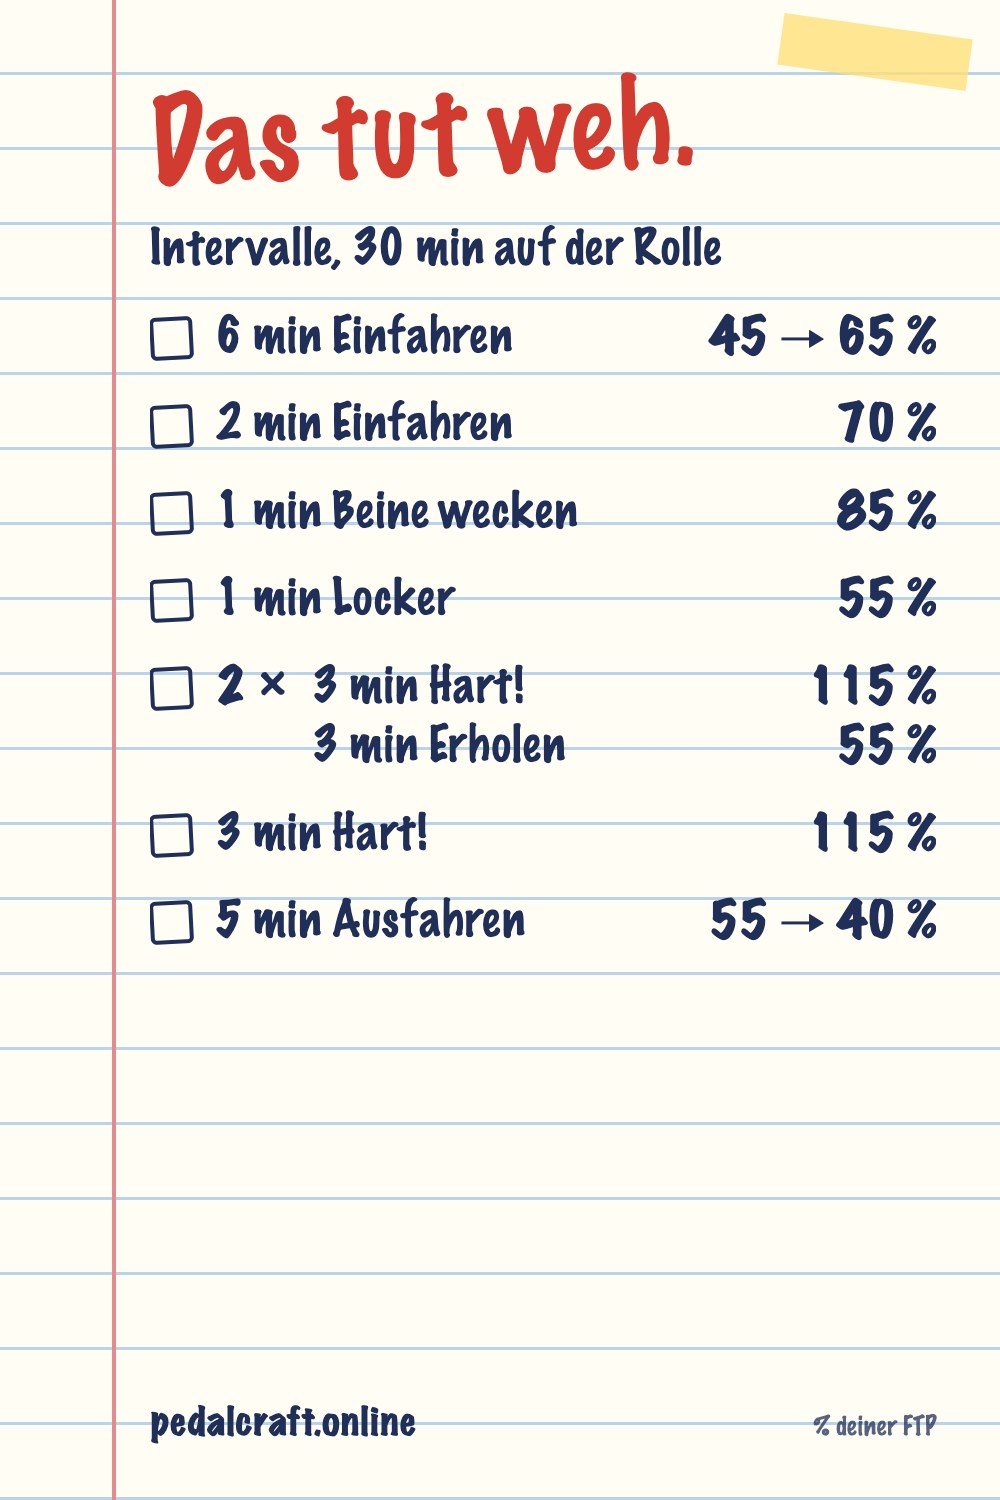 Das tut weh.
Intervalle, 30 min auf der Rolle
6 min Einfahren 45 → 65 %
2 min Einfahren 70 %
1 min Beine wecken 85 %
1 min Locker 55 %
2 × 3 min Hart! 115 %
3 min Erholen 55 %
3 min Hart! 115 %
5 min Ausfahren 55 → 40 %
pedalcraft.online % deiner FTP